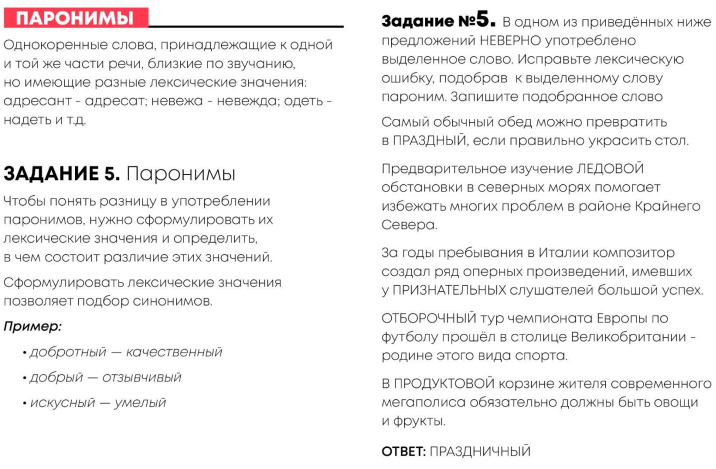 ПАРОНИМЫ
Однокоренные слова, принадлежащие к одной
и той же части речи, близкие по звучанию,
но имеющие разные лексические значения:
адресант - адресат; невежа - невежда; одеть -
надеть и т.д.
ЗАДАНИЕ 5. Паронимы
Чтобы понять разницу в употреблении
паронимов, нужно сформулировать их
лексические значения и определить,
в чем состоит различие этих значений.
Сформулировать лексические значения
позволяет подбор синонимов.
Пример:
• добротный — качественный
• добрый — отзывчивый
• искусный — умелый
Задание №5. В одном из приведённых ниже
предложений НЕВЕРНО употреблено
выделенное слово. Исправьте лексическую
ошибку, подобрав к выделенному слову
пароним. Запишите подобранное слово
Самый обычный обед можно превратить
в ПРАЗДНЫЙ, если правильно украсить стол.
Предварительное изучение ЛЕДОВОЙ
обстановки в северных морях помогает
избежать многих проблем в районе Крайнего
Севера.
За годы пребывания в Италии композитор
создал ряд оперных произведений, имевших
у ПРИЗНАТЕЛЬНЫХ слушателей большой успех.
ОТБОРОЧНЫЙ тур чемпионата Европы по
футболу прошёл в столице Великобритании -
родине этого вида спорта.
В ПРОДУКТОВОЙ корзине жителя современного
мегаполиса обязательно должны быть овощи
и фрукты.
ОТВЕТ: ПРАЗДНИЧНЫЙ